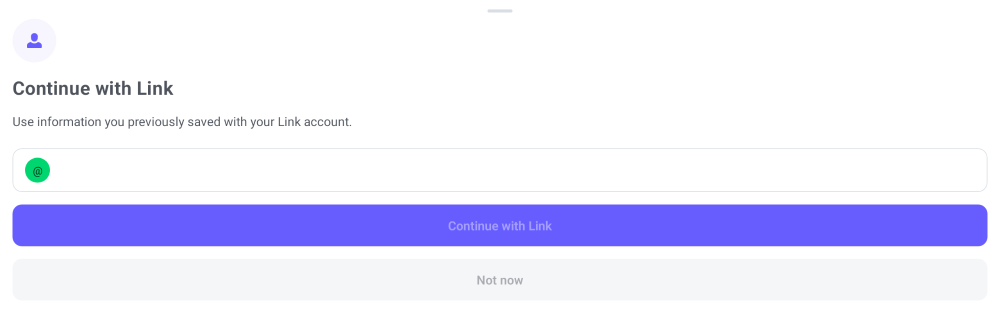 Continue with Link
Use information you previously saved with your Link account.
@
Continue with Link
Not now